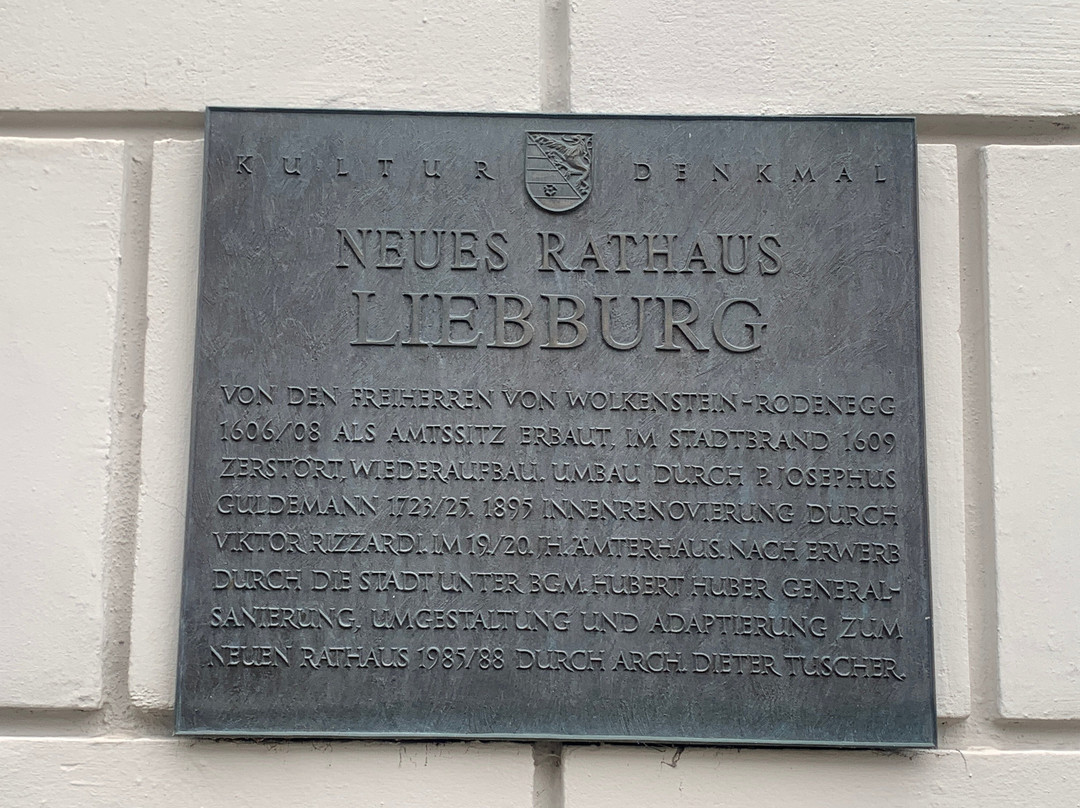 KULTUR DENKMAL
NEUES RATHAUS
LIEBBURG
VON DEN FREIHERREN VON WOLKENSTEIN-RODENEGG
1606/08 ALS AMTSSITZ ERBAUT, IM STADTBRAND 1609
ZERSTÖRT, WIEDERAUFBAU. UMBAU DURCH P. JOSEPHUS
GULDEMANN 1723/25. 1895 INNENRENOVIERUNG DURCH
VIKTOR RIZZARDI. IM 19./20. JH. ÄMTERHAUS. NACH ERWERB
DURCH DIE STADT UNTER BGM. HUBERT HUBER GENERAL-
SANIERUNG, UMGESTALTUNG UND ADAPTIERUNG ZUM
NEUEN RATHAUS 1985/88 DURCH ARCH. DIETER TUSCHER.